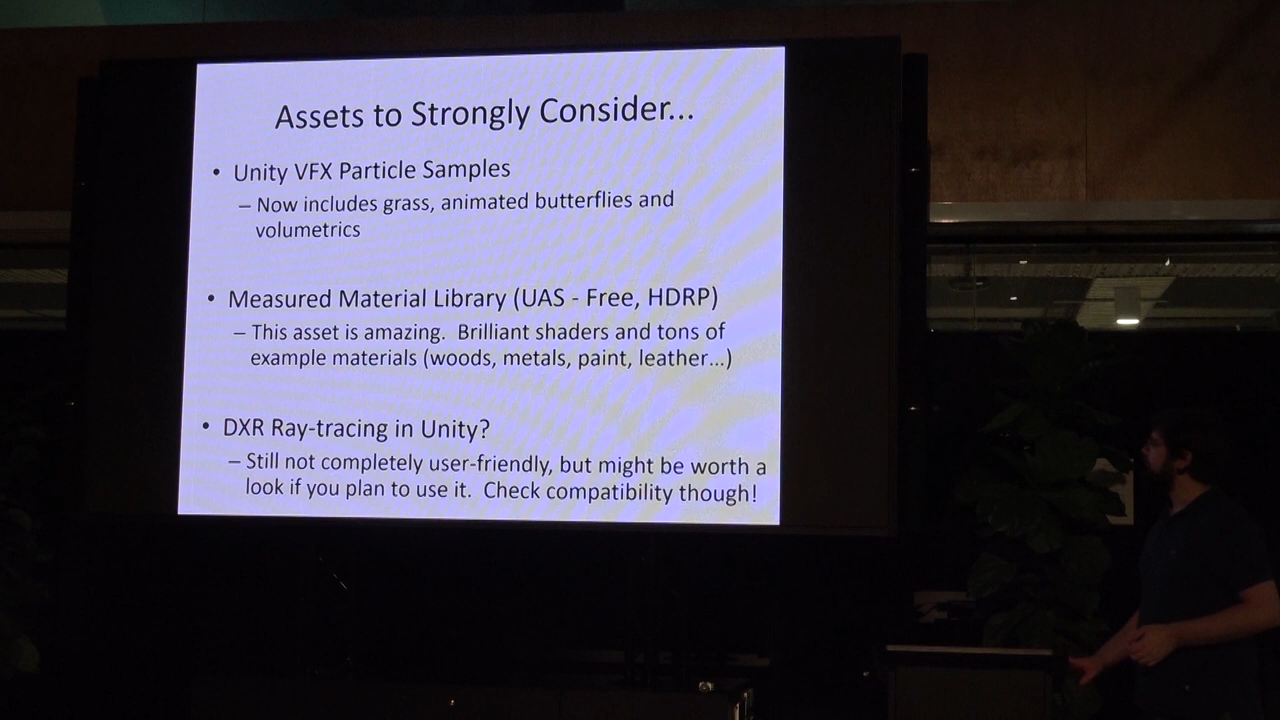 Assets to Strongly Consider...
• Unity VFX Particle Samples
– Now includes grass, animated butterflies and
volumetrics
• Measured Material Library (UAS - Free, HDRP)
– This asset is amazing.  Brilliant shaders and tons of
example materials (woods, metals, paint, leather...)
• DXR Ray-tracing in Unity?
– Still not completely user-friendly, but might be worth a
look if you plan to use it.  Check compatibility though!